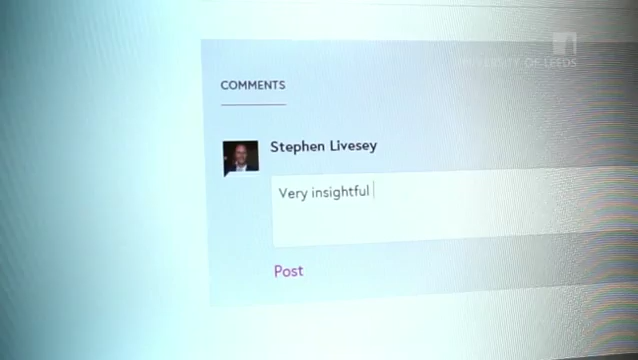 UNIVERSITY OF LEEDS
COMMENTS
Stephen Livesey
Very insightful
Post